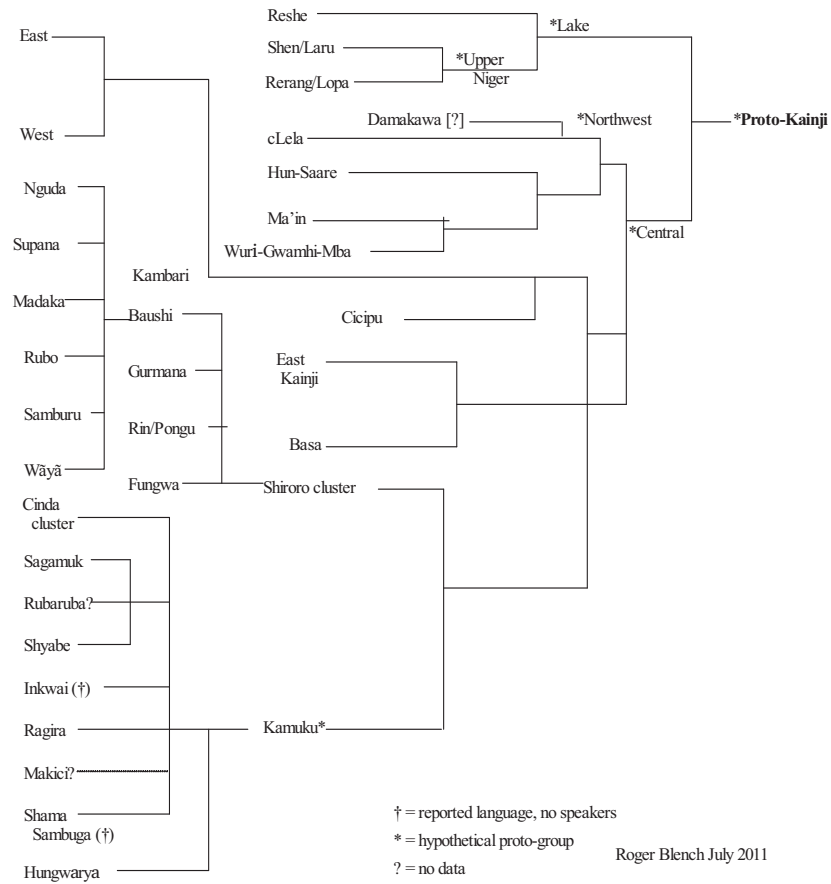 Reshe
*Lake
East
Shen/Laru
*Upper
Niger
Rerang/Lopa
Damakawa [?]
*Northwest
*Proto-Kainji
West
cLela
Hun-Saare
Nguda
Ma’in
*Central
Supana
Wuri-Gwamhi-Mba
Kambari
Madaka
Baushi
Cicipu
Rubo
East
Kainji
Gurmana
Samburu
Rin/Pongu
Basa
Wãyã
Fungwa
Shiroro cluster
Cinda
cluster
Sagamuk
Rubaruba?
Shyabe
Inkwai (†)
Ragira
Kamuku*
Makici?
Shama
Sambuga (†)
Hungwarya
† = reported language, no speakers
* = hypothetical proto-group
? = no data
Roger Blench July 2011